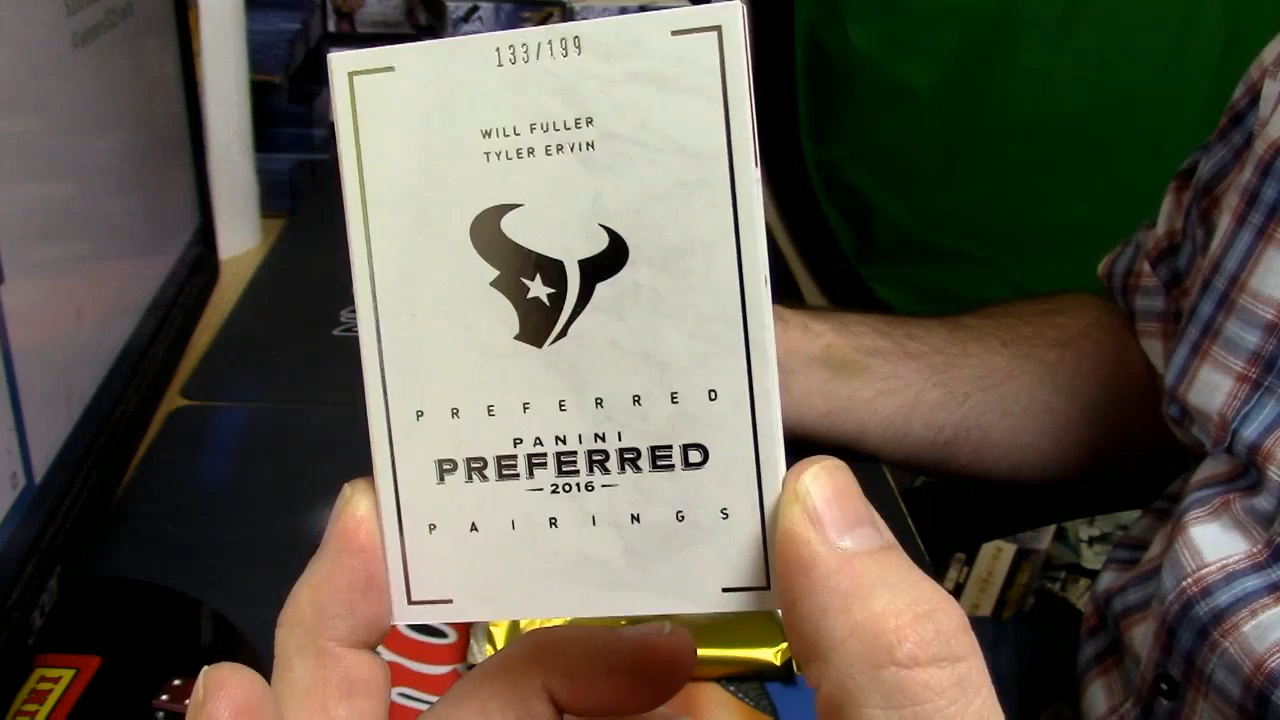 133/199
WILL FULLER
TYLER ERVIN
PREFERRED
PANINI
PREFERRED
2016
PAIRINGS